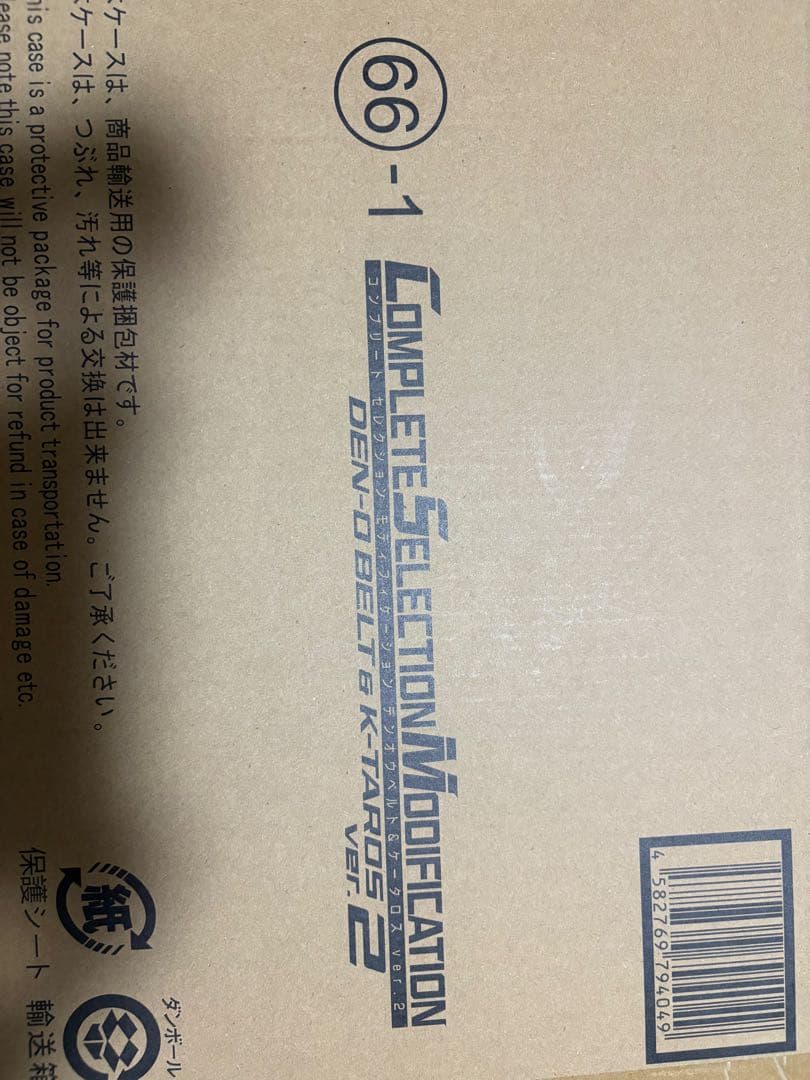 66-1
COMPLETE SELECTION MODIFICATION
コンプリート セレクション モディフィケーション デンオウベルト&ケータロス ver.2
DEN-O BELT & K-TAROS
ver.2
ケースは、商品輸送用の保護梱包材です。
ケースは、つぶれ、汚れ等による交換は出来ません。ご了承ください。
his case is a protective package for product transportation.
ease note this case will not be object for refund in case of damage etc.
紙
保護シート
ダンボール
輸送箱
4 582769 794049